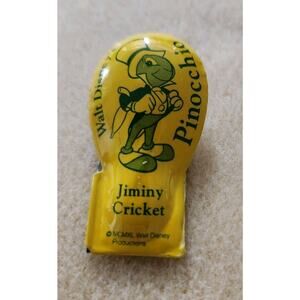 Walt Disney's
Pinocchio
Jiminy
Cricket
© MCMXL Walt Disney
Productions